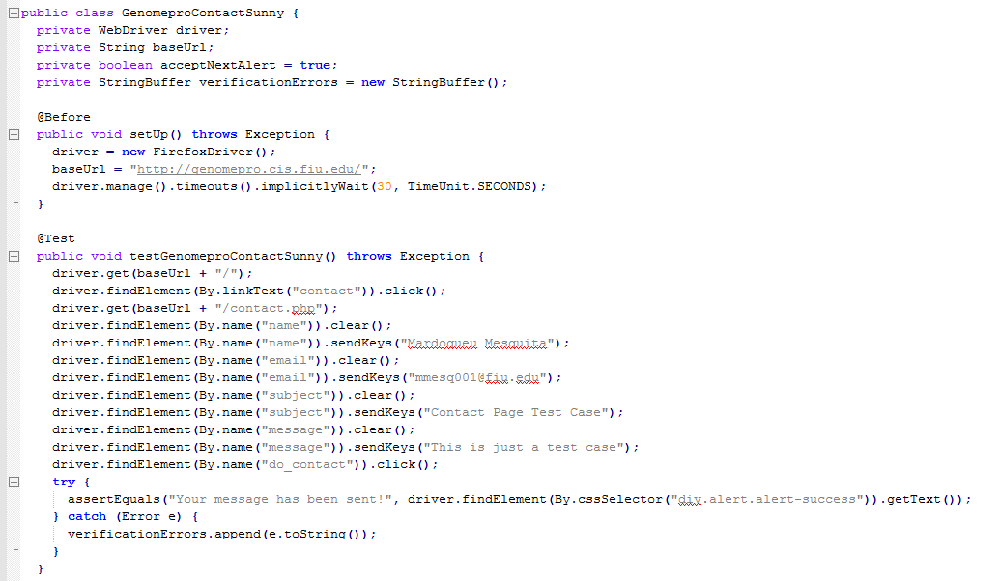 public class GenomeproContactSunny {
private WebDriver driver;
private String baseUrl;
private boolean acceptNextAlert = true;
private StringBuffer verificationErrors = new StringBuffer();
@Before
public void setUp() throws Exception {
driver = new FirefoxDriver();
baseUrl = "http://genomepro.cis.fiu.edu/";
driver.manage().timeouts().implicitlyWait(30, TimeUnit.SECONDS);
}
@Test
public void testGenomeproContactSunny() throws Exception {
driver.get(baseUrl + "/");
driver.findElement(By.linkText("contact")).click();
driver.get(baseUrl + "/contact.php");
driver.findElement(By.name("name")).clear();
driver.findElement(By.name("name")).sendKeys("Mardoqueu Mesquita");
driver.findElement(By.name("email")).clear();
driver.findElement(By.name("email")).sendKeys("mmesq001@fiu.edu");
driver.findElement(By.name("subject")).clear();
driver.findElement(By.name("subject")).sendKeys("Contact Page Test Case");
driver.findElement(By.name("message")).clear();
driver.findElement(By.name("message")).sendKeys("This is just a test case");
driver.findElement(By.name("do_contact")).click();
try {
assertEquals("Your message has been sent!", driver.findElement(By.cssSelector("div.alert.alert-success")).getText());
} catch (Error e) {
verificationErrors.append(e.toString());
}
}